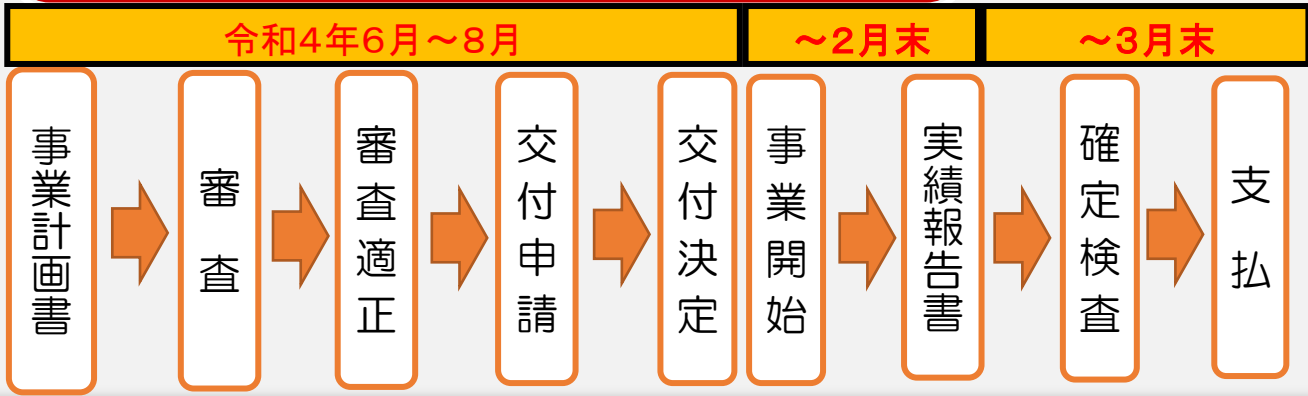 令和4年6月～8月
～2月末
～3月末
事業計画書
審査
審査適正
交付申請
交付決定
事業開始
実績報告書
確定検査
支払